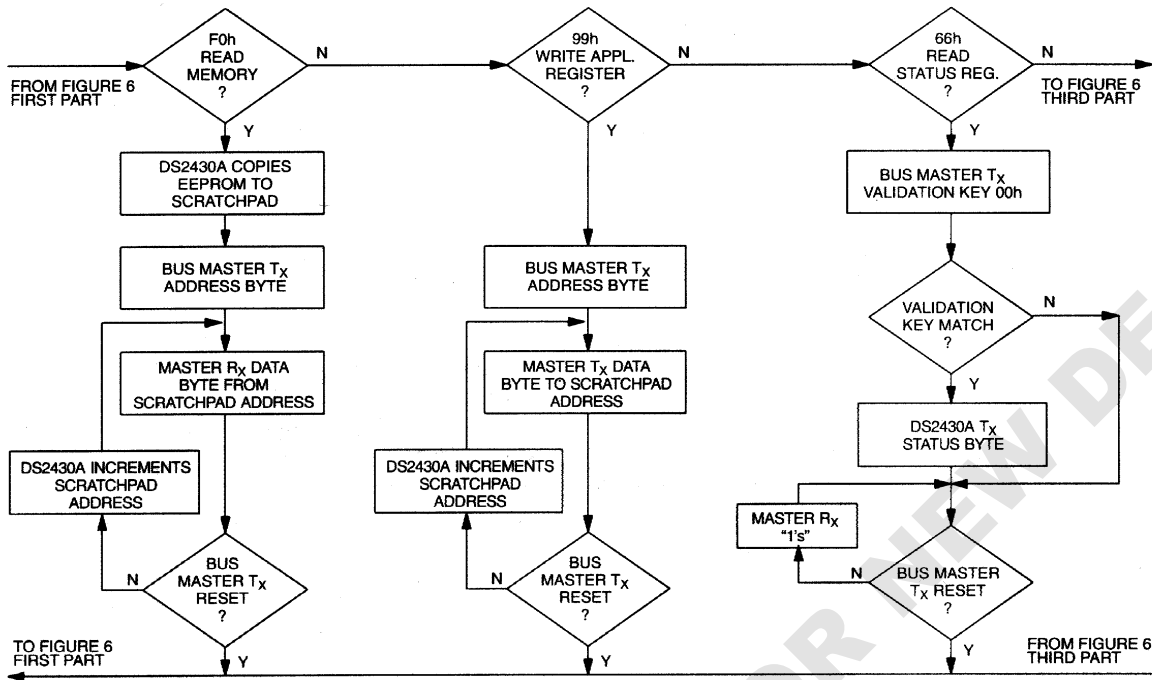 F0h
READ
MEMORY
?
N
99h
WRITE APPL.
REGISTER
?
N
66h
READ
STATUS REG.
?
N
FROM FIGURE 6
FIRST PART
TO FIGURE 6
THIRD PART
Y
Y
Y
DS2430A COPIES
EEPROM TO
SCRATCHPAD
BUS MASTER TX
VALIDATION KEY 00h
BUS MASTER TX
ADDRESS BYTE
BUS MASTER TX
ADDRESS BYTE
VALIDATION
KEY MATCH
?
N
Y
MASTER RX DATA
BYTE FROM
SCRATCHPAD ADDRESS
MASTER TX DATA
BYTE TO SCRATCHPAD
ADDRESS
DS2430A TX
STATUS BYTE
DS2430A INCREMENTS
SCRATCHPAD
ADDRESS
DS2430A INCREMENTS
SCRATCHPAD
ADDRESS
MASTER RX
"1's"
BUS
MASTER TX
RESET
?
N
BUS
MASTER TX
RESET
?
N
BUS MASTER
TX RESET
?
N
TO FIGURE 6
FIRST PART
Y
Y
Y
FROM FIGURE 6
THIRD PART
OR NEW DE